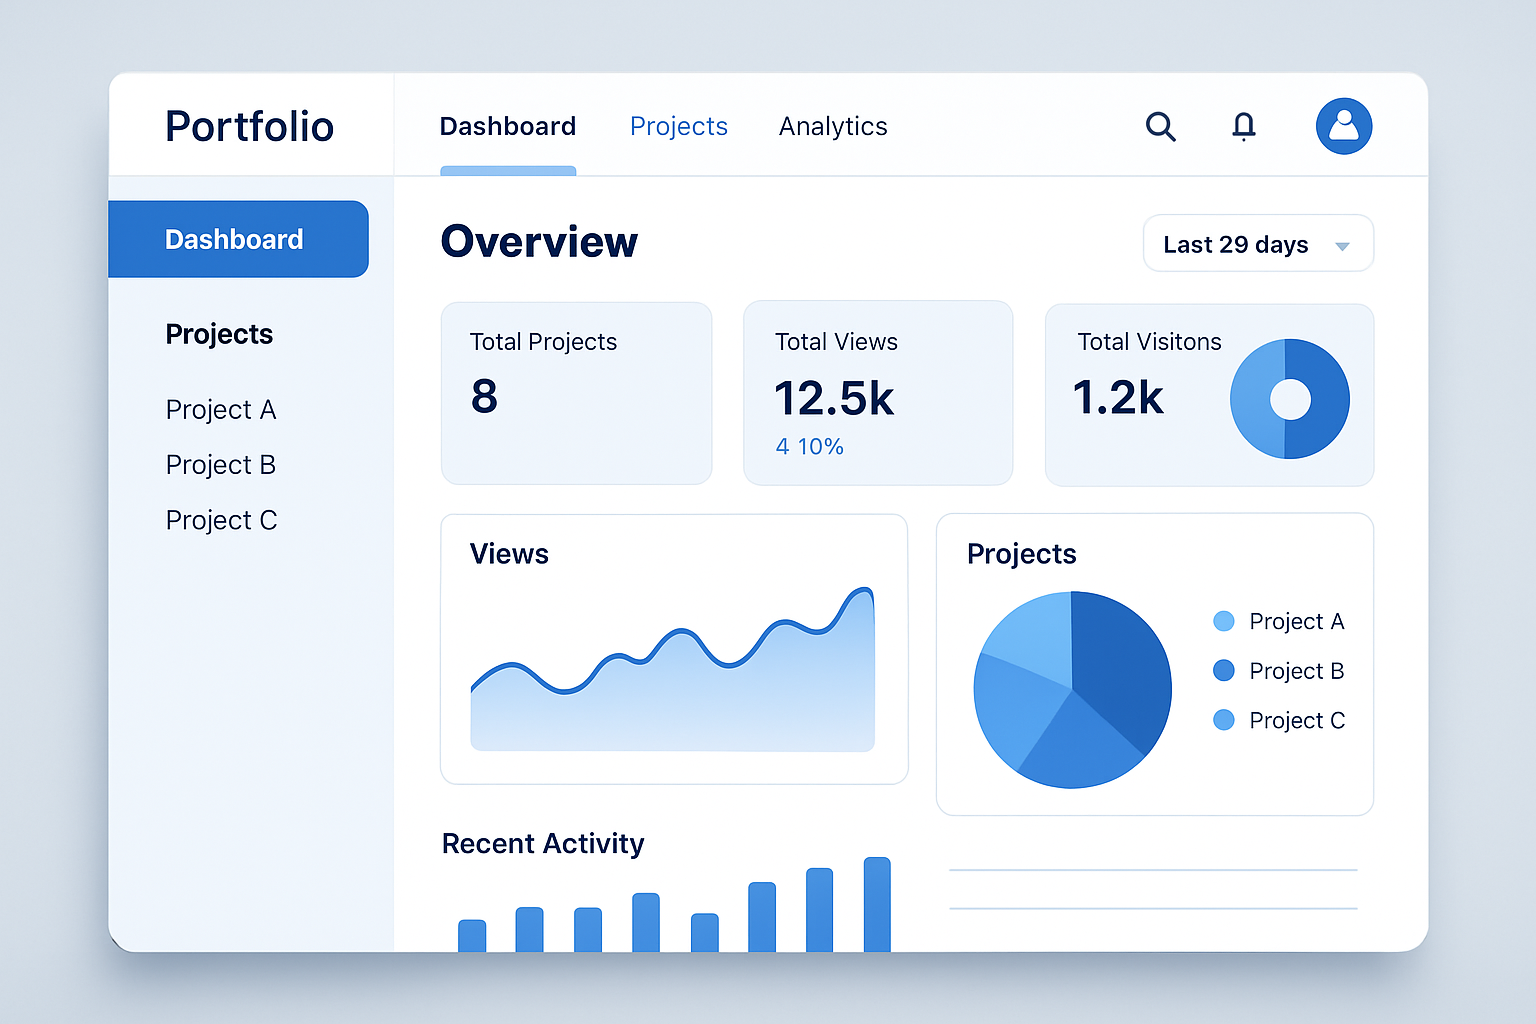 Portfolio
Dashboard
Projects
Analytics
Dashboard
Projects
Project A
Project B
Project C
Overview
Last 29 days
Total Projects
8
Total Views
12.5k
4 10%
Total Visitons
1.2k
Views
Projects
Project A
Project B
Project C
Recent Activity